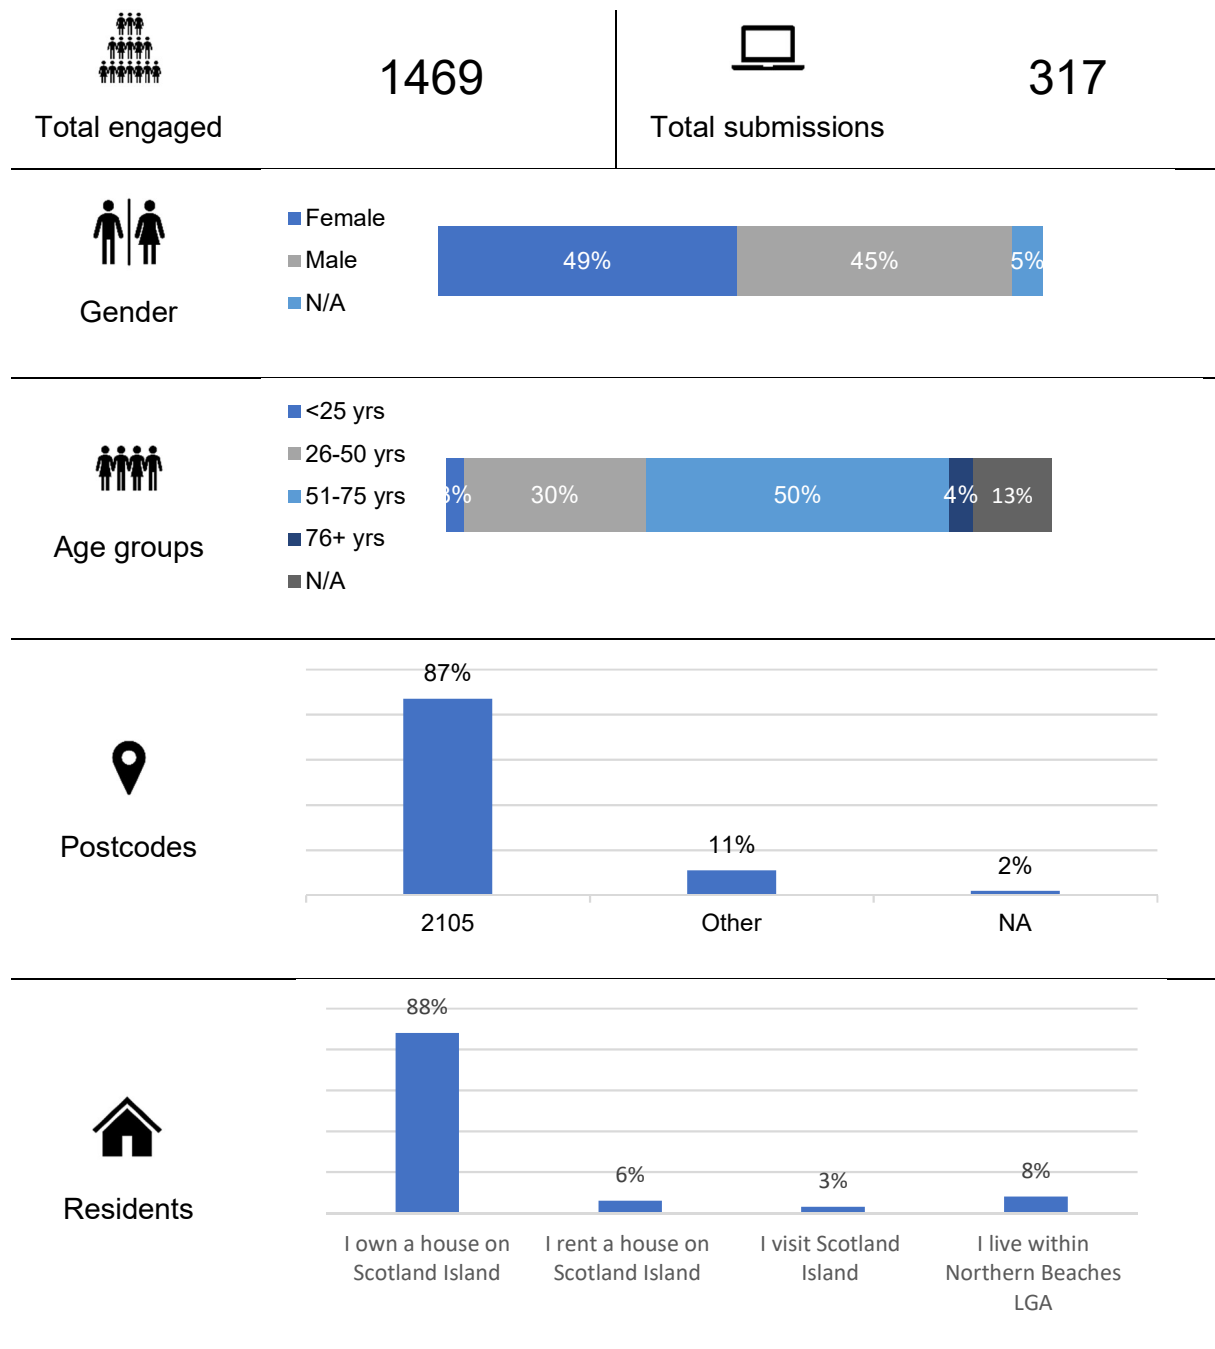 1469
317
Total engaged
Total submissions
Female
Male
N/A
49%
45%
5%
Gender
<25 yrs
26-50 yrs
51-75 yrs
76+ yrs
N/A
3%
30%
50%
4%
13%
Age groups
87%
11%
2%
Postcodes
2105
Other
NA
88%
6%
3%
8%
Residents
I own a house on
Scotland Island
I rent a house on
Scotland Island
I visit Scotland
Island
I live within
Northern Beaches
LGA